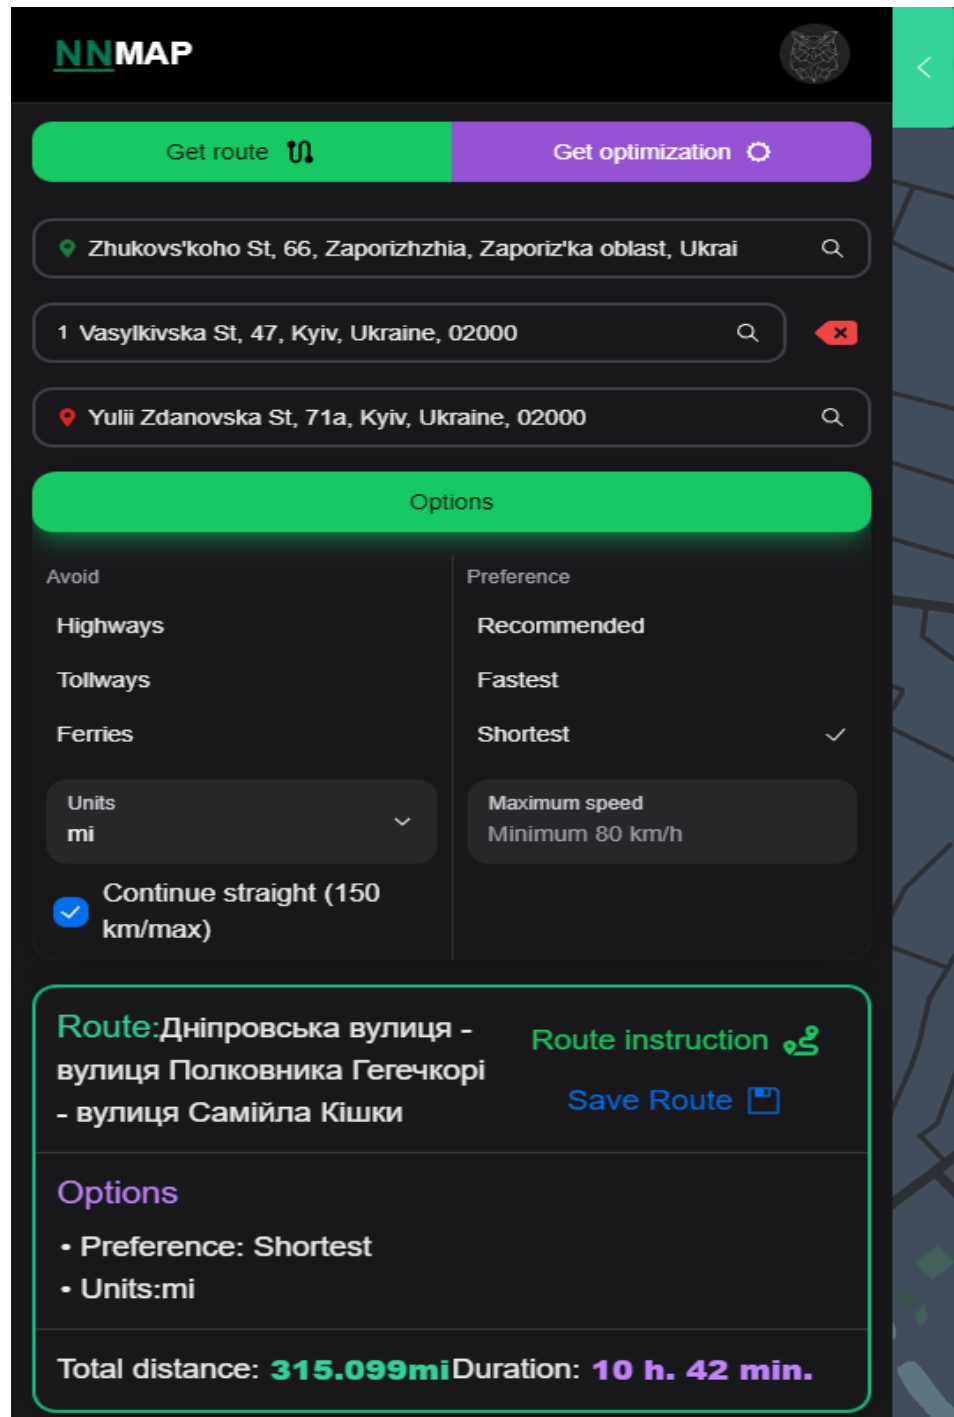 NNMAP
Get route
Get optimization
Zhukovs'koho St, 66, Zaporizhzhia, Zaporiz'ka oblast, Ukrai
1 Vasylkivska St, 47, Kyiv, Ukraine, 02000
Yulii Zdanovska St, 71a, Kyiv, Ukraine, 02000
Options
Avoid
Highways
Tollways
Ferries
Units
mi
Continue straight (150
km/max)
Preference
Recommended
Fastest
Shortest
Maximum speed
Minimum 80 km/h
Route:Дніпровська вулиця -
вулиця Полковника Гегечкорі
- вулиця Самійла Кішки
Route instruction
Save Route
Options
• Preference: Shortest
• Units:mi
Total distance: 315.099mi Duration: 10 h. 42 min.